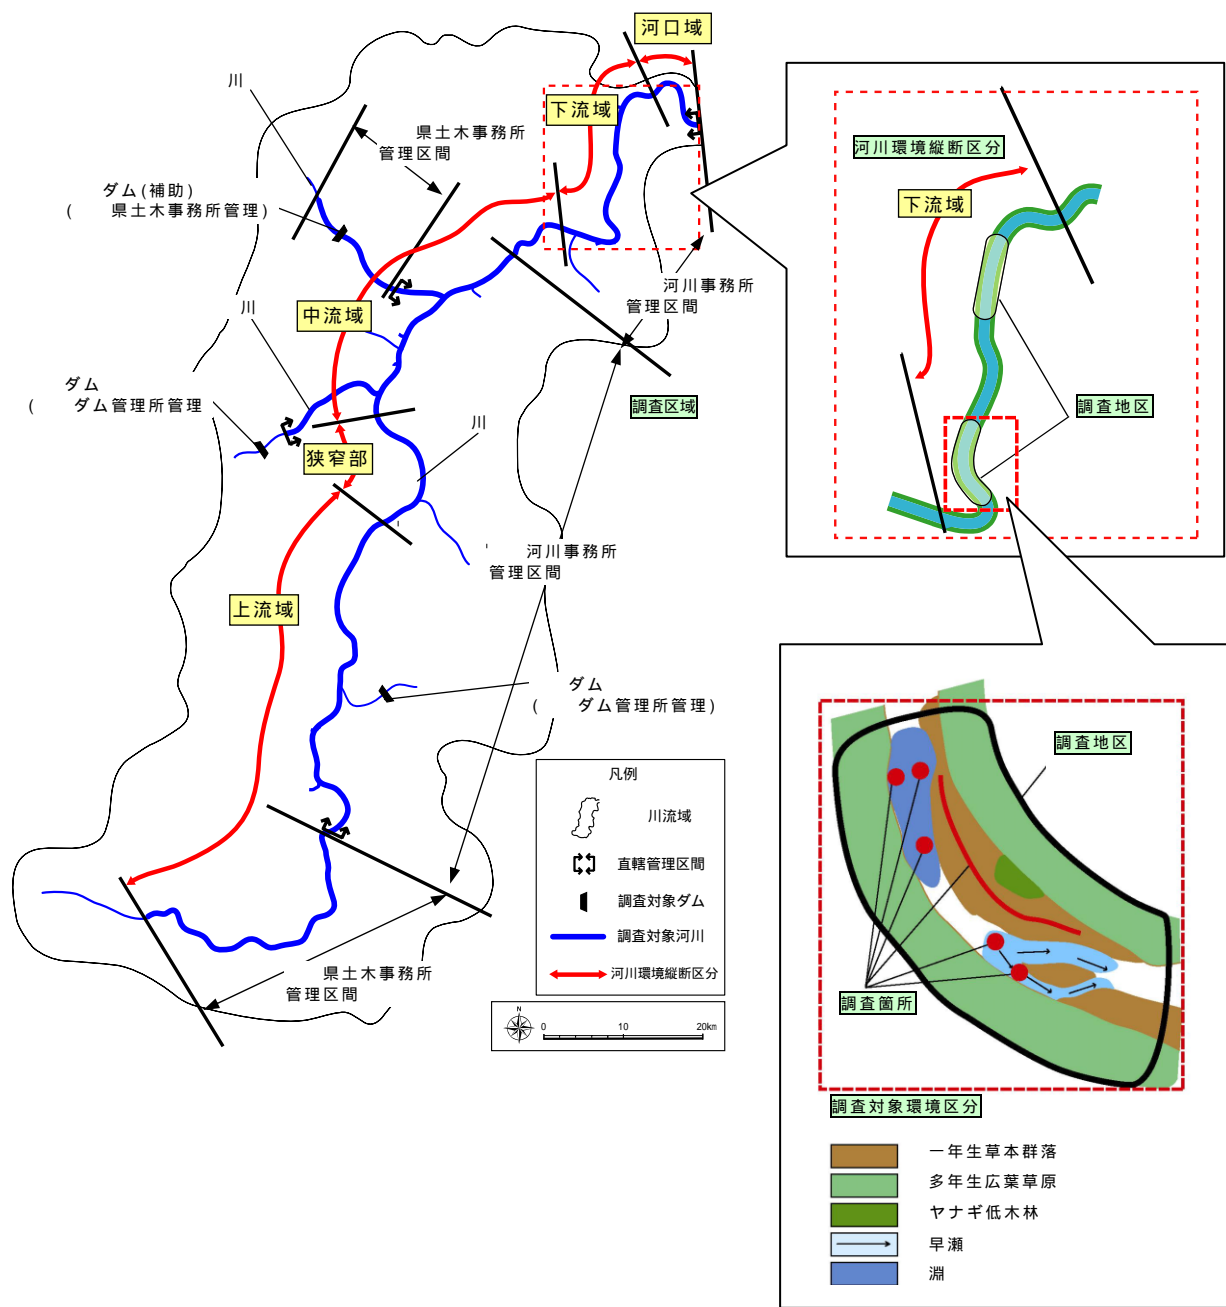 河口域
川
下流域
県土木事務所
管理区間
ダム(補助)
(　　県土木事務所管理)
河川事務所
管理区間
中流域
川
ダム
(　　ダム管理所管理
調査区域
川
狭窄部
河川事務所
管理区間
上流域
ダム
(　　ダム管理所管理)
県土木事務所
管理区間
凡例
川流域
直轄管理区間
調査対象ダム
調査対象河川
河川環境縦断区分
N
0 10 20km
河川環境縦断区分
下流域
調査地区
調査地区
調査箇所
調査対象環境区分
一年生草本群落
多年生広葉草原
ヤナギ低木林
早瀬
淵